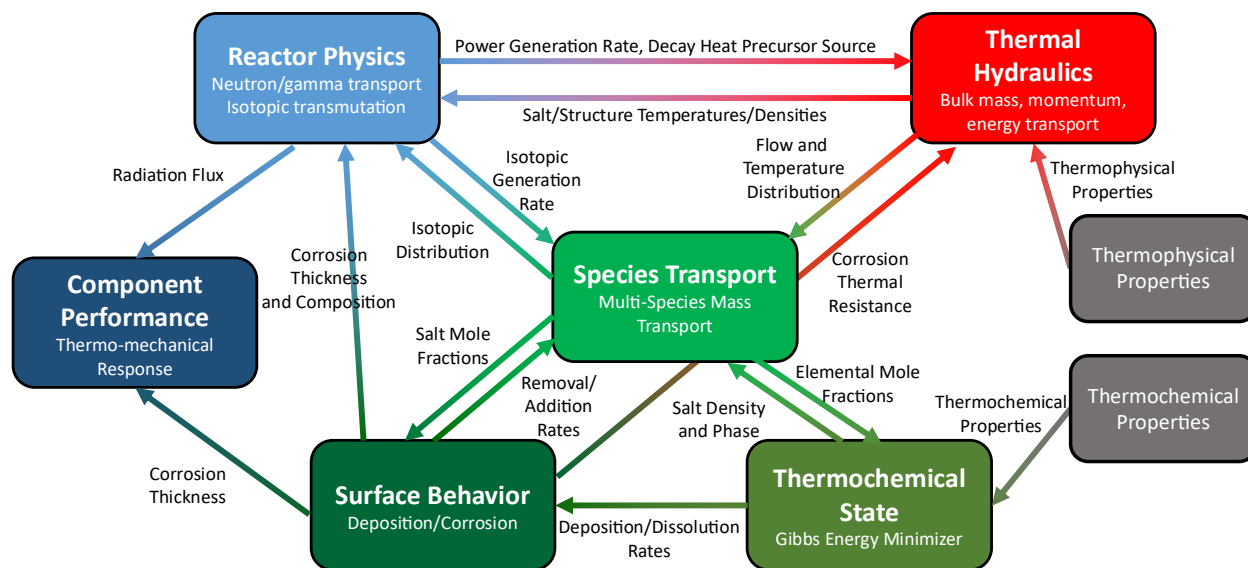 Reactor Physics
Neutron/gamma transport
Isotopic transmutation
Power Generation Rate, Decay Heat Precursor Source
Salt/Structure Temperatures/Densities
Thermal
Hydraulics
Bulk mass, momentum,
energy transport
Radiation Flux
Isotopic
Generation
Rate
Flow and
Temperature
Distribution
Thermophysical
Properties
Isotopic
Distribution
Corrosion
Thickness
and Composition
Component
Performance
Thermo-mechanical
Response
Species Transport
Multi-Species Mass
Transport
Corrosion
Thermal
Resistance
Thermophysical
Properties
Salt Mole
Fractions
Removal/
Addition
Rates
Salt Density
and Phase
Elemental Mole
Fractions
Thermochemical
Properties
Thermochemical
Properties
Corrosion
Thickness
Surface Behavior
Deposition/Corrosion
Deposition/Dissolution
Rates
Thermochemical
State
Gibbs Energy Minimizer